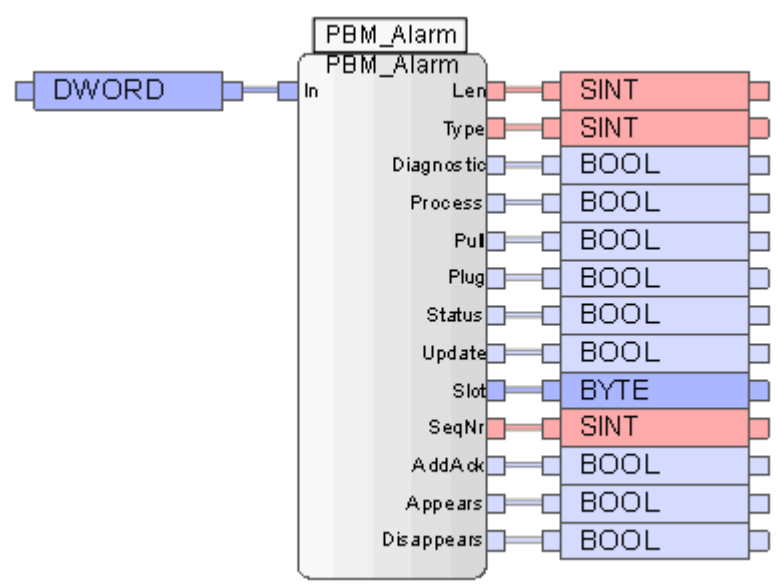 PBM_Alarm
PBM_Alarm
DWORD In Len SINT
Type SINT
Diagnostic BOOL
Process BOOL
Pull BOOL
Plug BOOL
Status BOOL
Update BOOL
Slot BYTE
SeqNr SINT
AddAck BOOL
Appears BOOL
Disappears BOOL